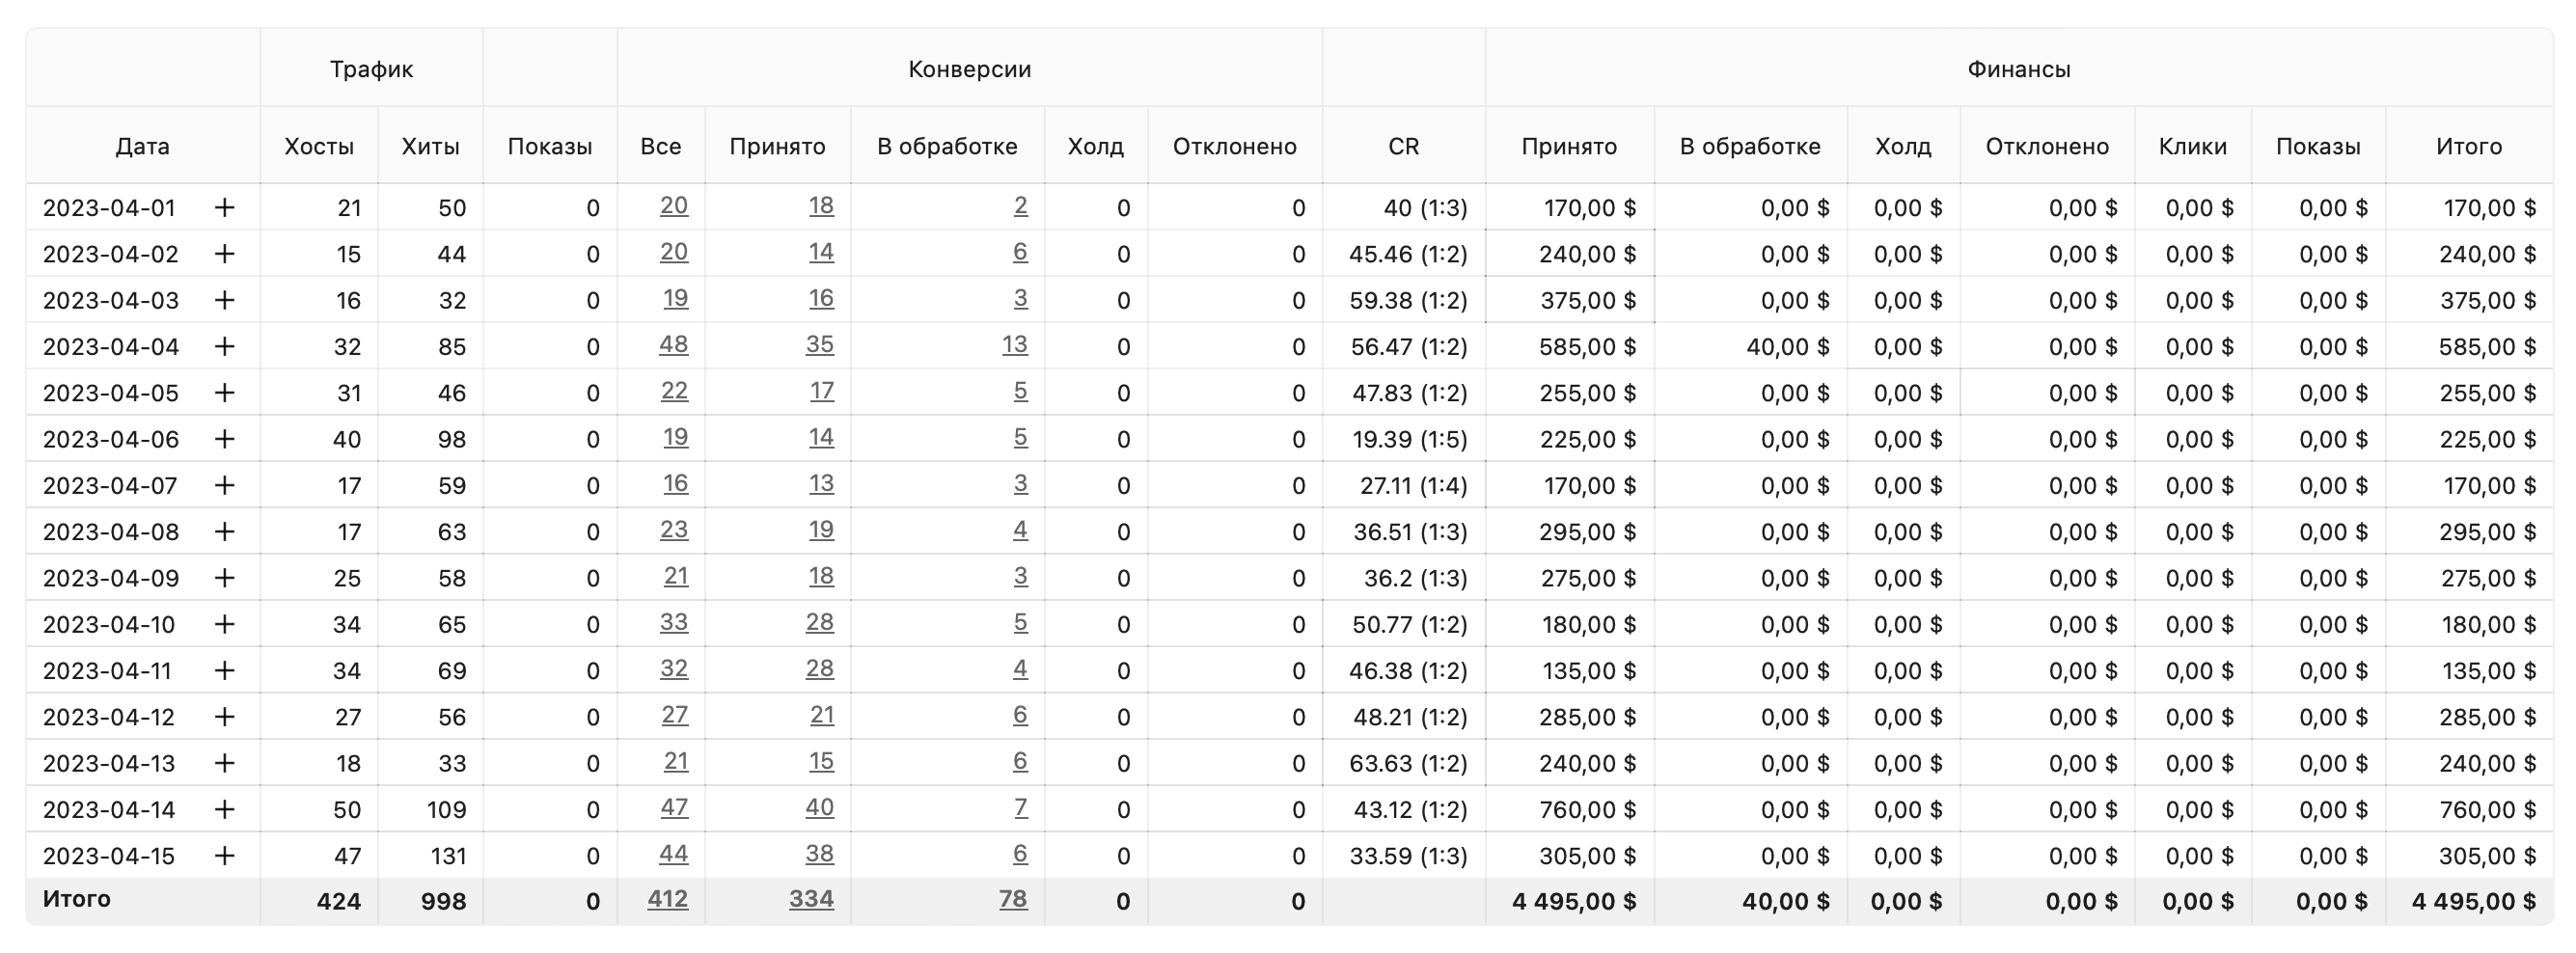 Трафик Конверсии Финансы
Дата Хосты Хиты Показы Все Принято В обработке Холд Отклонено CR Принято В обработке Холд Отклонено Клики Показы Итого
2023-04-01 + 21 50 0 20 18 2 0 0 40 (1:3) 170,00 $ 0,00 $ 0,00 $ 0,00 $ 0,00 $ 0,00 $ 170,00 $
2023-04-02 + 15 44 0 20 14 6 0 0 45.46 (1:2) 240,00 $ 0,00 $ 0,00 $ 0,00 $ 0,00 $ 0,00 $ 240,00 $
2023-04-03 + 16 32 0 19 16 3 0 0 59.38 (1:2) 375,00 $ 0,00 $ 0,00 $ 0,00 $ 0,00 $ 0,00 $ 375,00 $
2023-04-04 + 32 85 0 48 35 13 0 0 56.47 (1:2) 585,00 $ 40,00 $ 0,00 $ 0,00 $ 0,00 $ 0,00 $ 585,00 $
2023-04-05 + 31 46 0 22 17 5 0 0 47.83 (1:2) 255,00 $ 0,00 $ 0,00 $ 0,00 $ 0,00 $ 0,00 $ 255,00 $
2023-04-06 + 40 98 0 19 14 5 0 0 19.39 (1:5) 225,00 $ 0,00 $ 0,00 $ 0,00 $ 0,00 $ 0,00 $ 225,00 $
2023-04-07 + 17 59 0 16 13 3 0 0 27.11 (1:4) 170,00 $ 0,00 $ 0,00 $ 0,00 $ 0,00 $ 0,00 $ 170,00 $
2023-04-08 + 17 63 0 23 19 4 0 0 36.51 (1:3) 295,00 $ 0,00 $ 0,00 $ 0,00 $ 0,00 $ 0,00 $ 295,00 $
2023-04-09 + 25 58 0 21 18 3 0 0 36.2 (1:3) 275,00 $ 0,00 $ 0,00 $ 0,00 $ 0,00 $ 0,00 $ 275,00 $
2023-04-10 + 34 65 0 33 28 5 0 0 50.77 (1:2) 180,00 $ 0,00 $ 0,00 $ 0,00 $ 0,00 $ 0,00 $ 180,00 $
2023-04-11 + 34 69 0 32 28 4 0 0 46.38 (1:2) 135,00 $ 0,00 $ 0,00 $ 0,00 $ 0,00 $ 0,00 $ 135,00 $
2023-04-12 + 27 56 0 27 21 6 0 0 48.21 (1:2) 285,00 $ 0,00 $ 0,00 $ 0,00 $ 0,00 $ 0,00 $ 285,00 $
2023-04-13 + 18 33 0 21 15 6 0 0 63.63 (1:2) 240,00 $ 0,00 $ 0,00 $ 0,00 $ 0,00 $ 0,00 $ 240,00 $
2023-04-14 + 50 109 0 47 40 7 0 0 43.12 (1:2) 760,00 $ 0,00 $ 0,00 $ 0,00 $ 0,00 $ 0,00 $ 760,00 $
2023-04-15 + 47 131 0 44 38 6 0 0 33.59 (1:3) 305,00 $ 0,00 $ 0,00 $ 0,00 $ 0,00 $ 0,00 $ 305,00 $
Итого 424 998 0 412 334 78 0 0 4 495,00 $ 40,00 $ 0,00 $ 0,00 $ 0,00 $ 0,00 $ 4 495,00 $